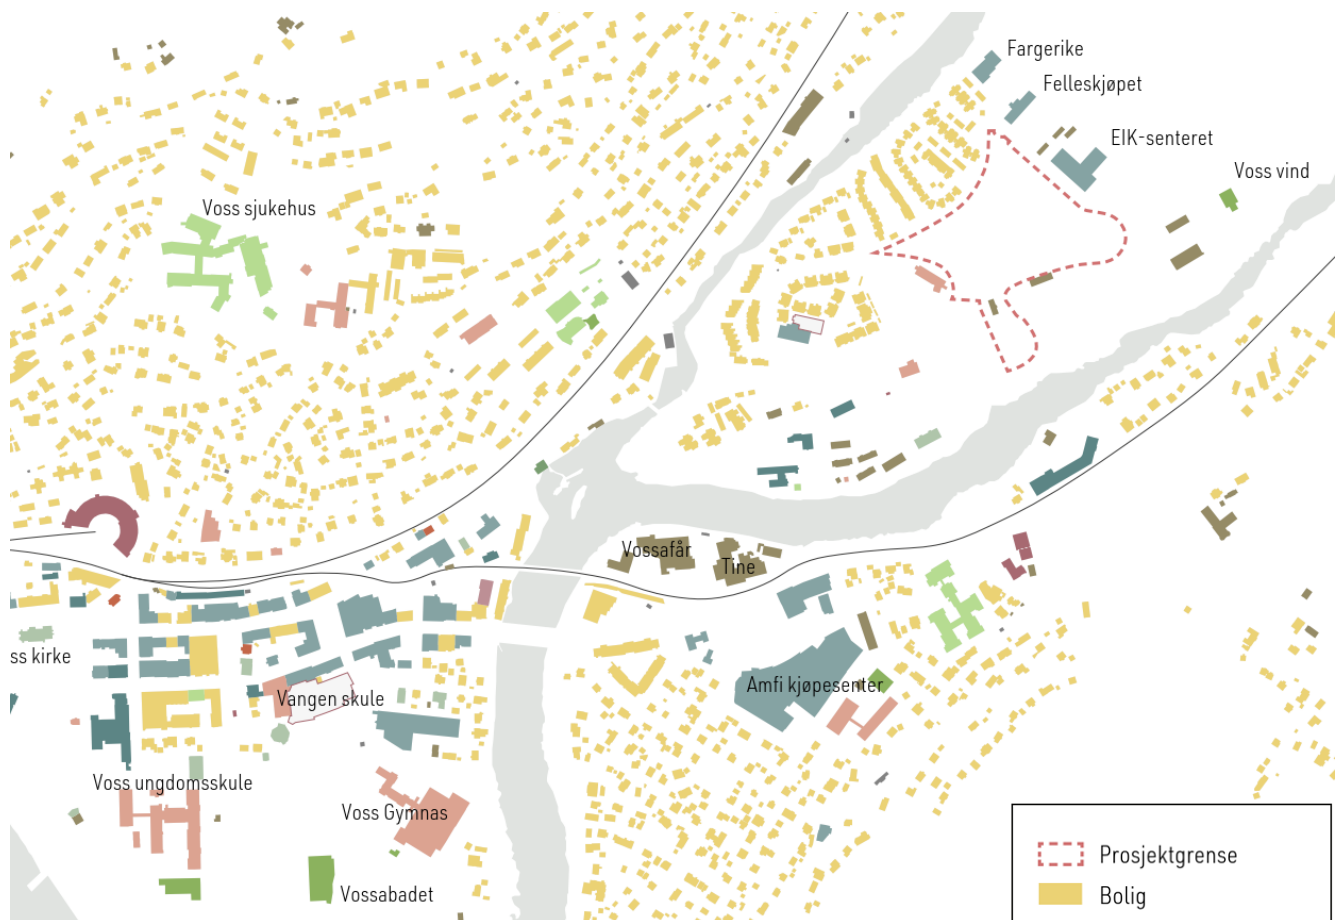 Fargerike
Felleskjøpet
EIK-senteret
Voss vind
Voss sjukehus
Vossafår
Tine
ss kirke
Amfi kjøpesenter
Vangen skule
Voss ungdomsskule
Voss Gymnas
Vossabadet
Prosjektgrense
Bolig